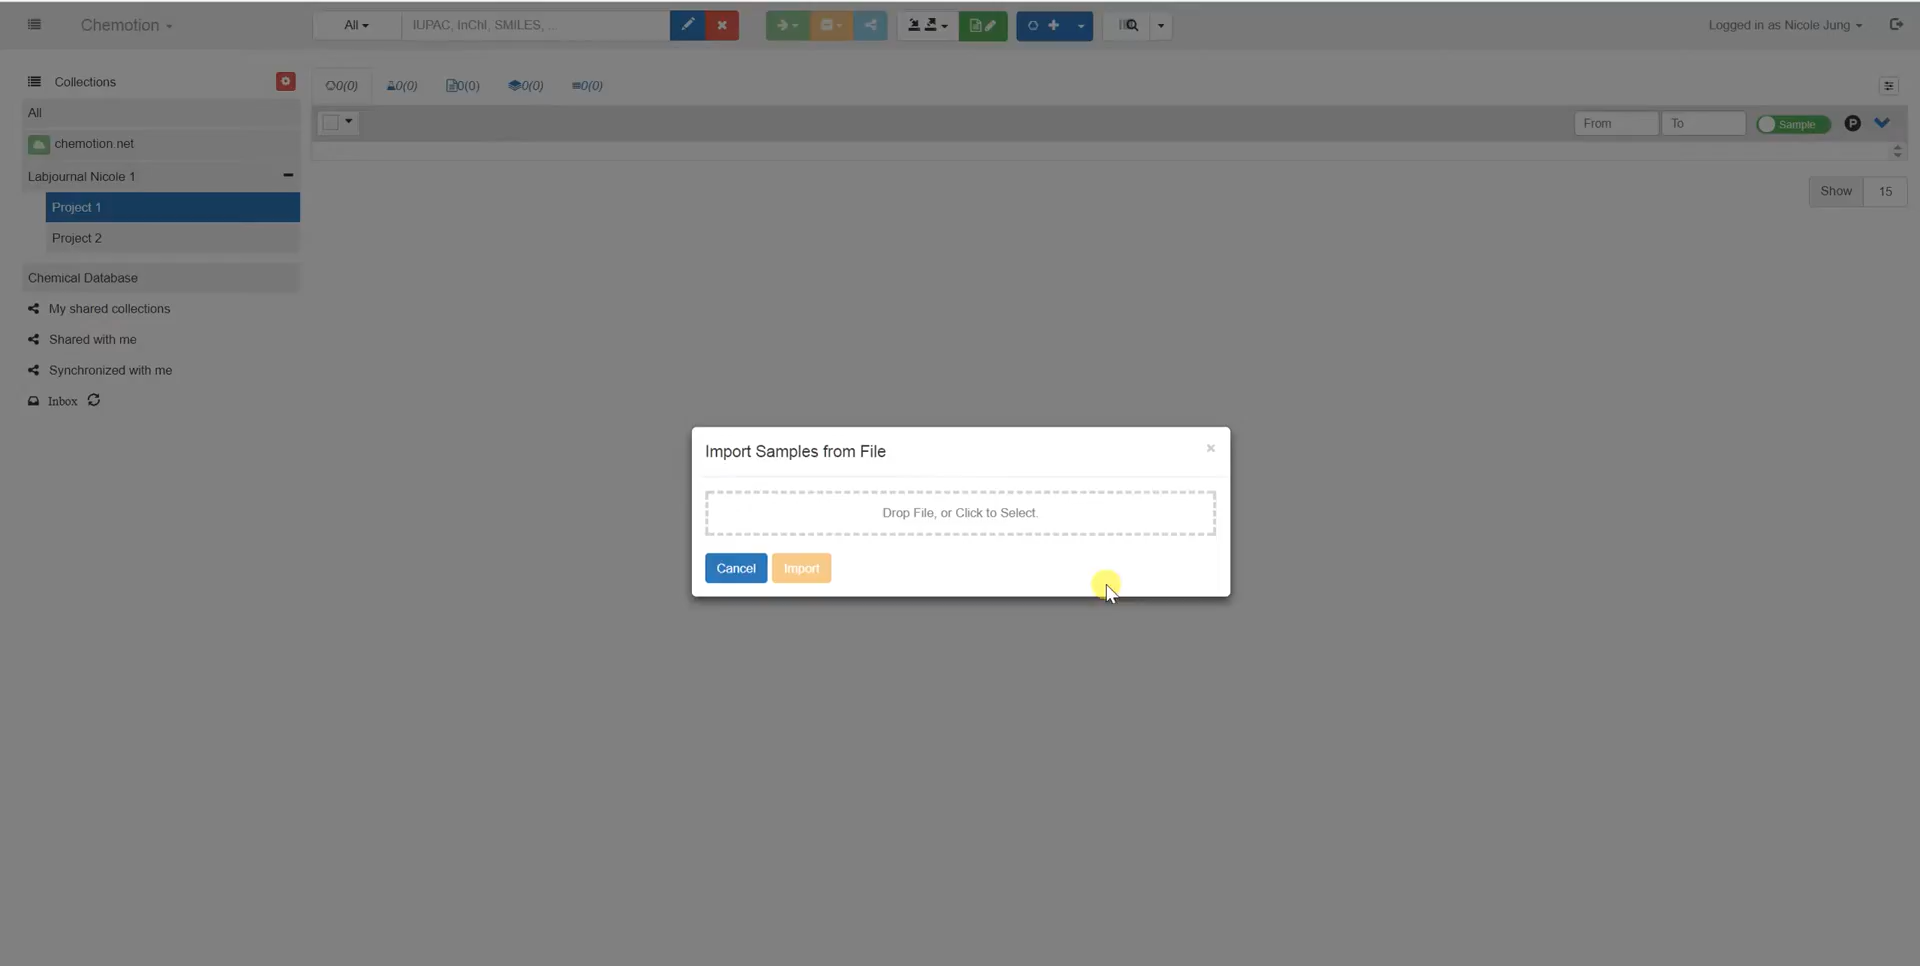 Chemotion
All
IUPAC, InChI, SMILES, ...
Logged in as Nicole Jung
Collections
0(0)
0(0)
0(0)
0(0)
0(0)
All
From
To
Sample
P
chemotion.net
Labjournal Nicole 1
Show
15
Project 1
Project 2
Chemical Database
My shared collections
Shared with me
Synchronized with me
Inbox
Import Samples from File
×
Drop File, or Click to Select.
Cancel
Import